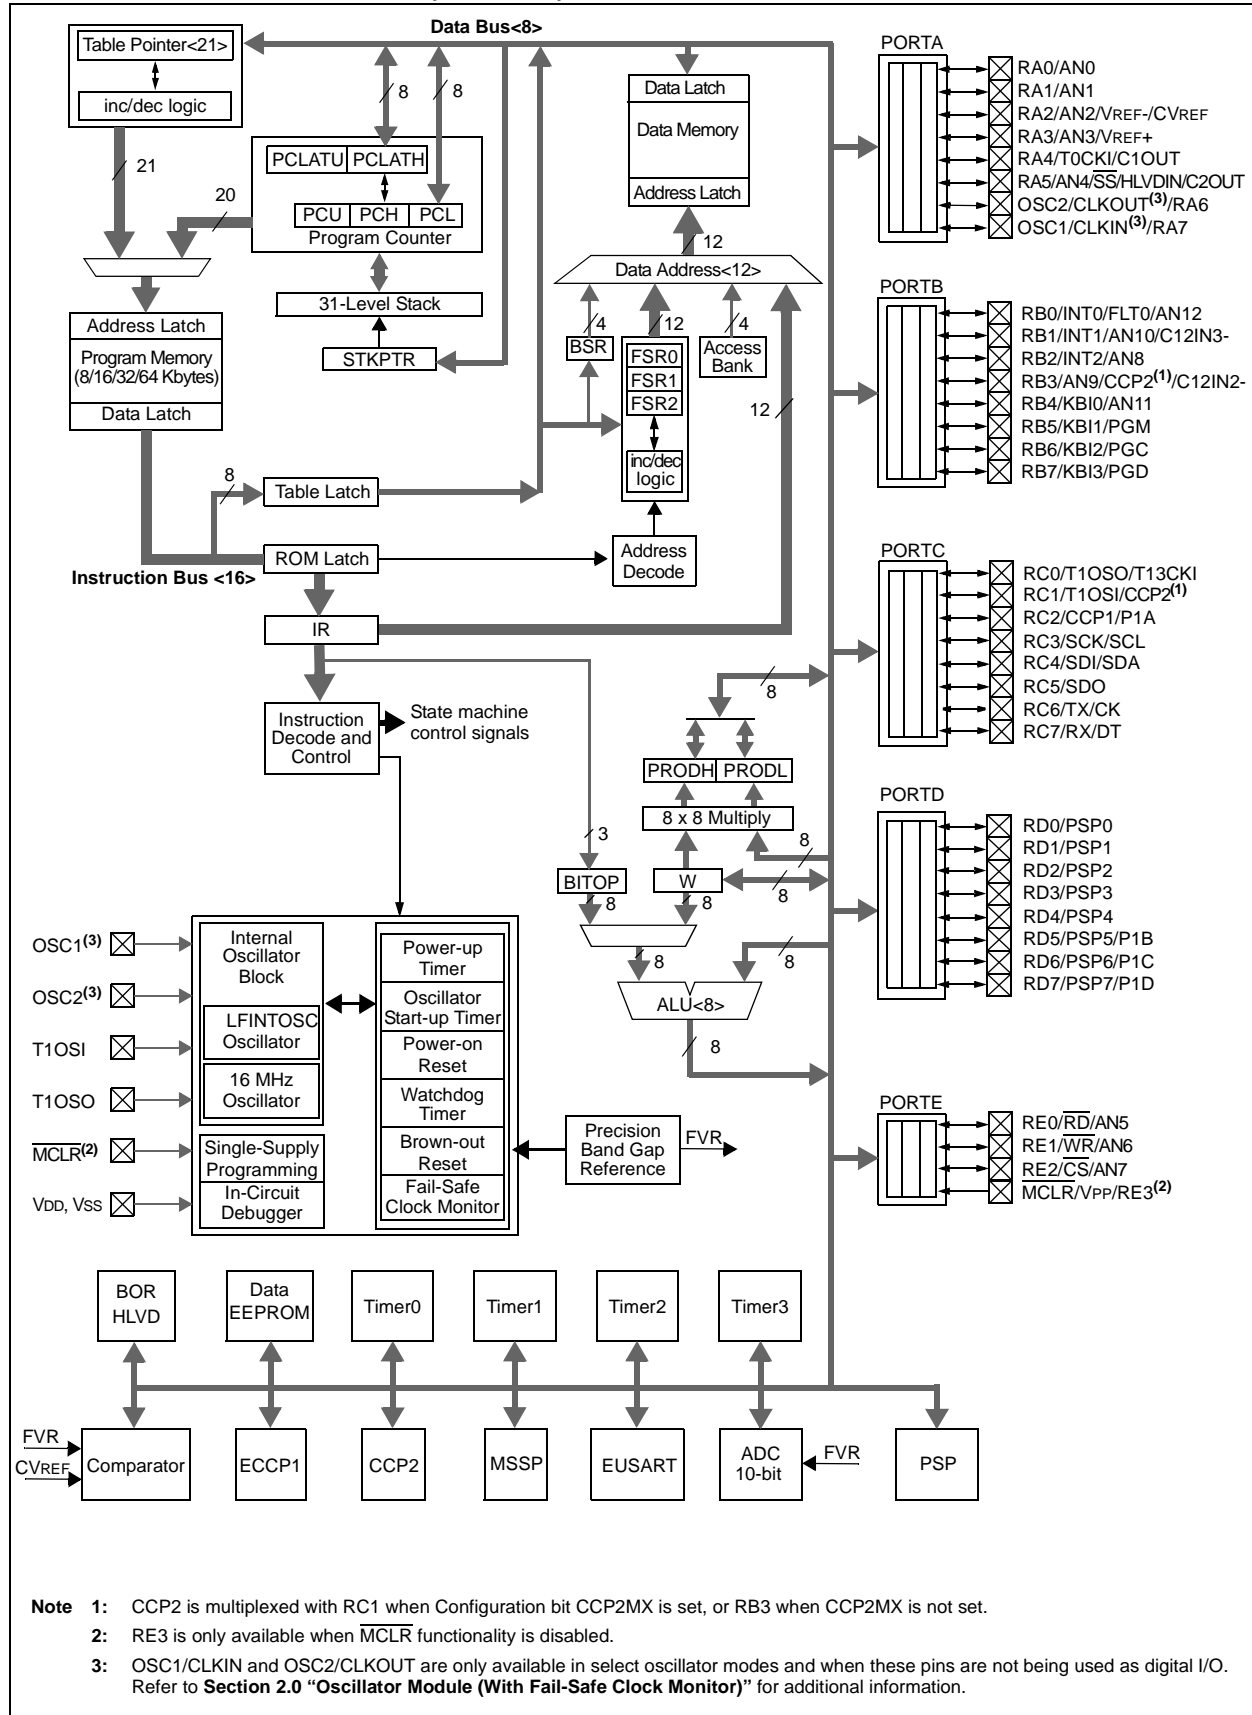 Data Bus<8>
Table Pointer<21>
inc/dec logic
21
20
8
8
PCLATU PCLATH
PCU PCH PCL
Program Counter
31-Level Stack
STKPTR
Data Latch
Data Memory
Address Latch
12
Data Address<12>
4
12
4
BSR
FSR0
FSR1
FSR2
inc/dec
logic
Access
Bank
12
Address Latch
Program Memory
(8/16/32/64 Kbytes)
Data Latch
8
Table Latch
ROM Latch
Instruction Bus <16>
Address
Decode
IR
Instruction
Decode and
Control
State machine
control signals
8
PRODH PRODL
8 x 8 Multiply
3
8
BITOP
W
8
8
8
8
8
ALU<8>
8
OSC1(3)
OSC2(3)
T1OSI
T1OSO
MCLR(2)
VDD, VSS
Internal
Oscillator
Block
LFINTOSC
Oscillator
16 MHz
Oscillator
Single-Supply
Programming
In-Circuit
Debugger
Power-up
Timer
Oscillator
Start-up Timer
Power-on
Reset
Watchdog
Timer
Brown-out
Reset
Fail-Safe
Clock Monitor
Precision
Band Gap
Reference
FVR
PORTA
RA0/AN0
RA1/AN1
RA2/AN2/VREF-/CVREF
RA3/AN3/VREF+
RA4/T0CKI/C1OUT
RA5/AN4/SS/HLVDIN/C2OUT
OSC2/CLKOUT(3)/RA6
OSC1/CLKIN(3)/RA7
PORTB
RB0/INT0/FLT0/AN12
RB1/INT1/AN10/C12IN3-
RB2/INT2/AN8
RB3/AN9/CCP2(1)/C12IN2-
RB4/KBI0/AN11
RB5/KBI1/PGM
RB6/KBI2/PGC
RB7/KBI3/PGD
PORTC
RC0/T1OSO/T13CKI
RC1/T1OSI/CCP2(1)
RC2/CCP1/P1A
RC3/SCK/SCL
RC4/SDI/SDA
RC5/SDO
RC6/TX/CK
RC7/RX/DT
PORTD
RD0/PSP0
RD1/PSP1
RD2/PSP2
RD3/PSP3
RD4/PSP4
RD5/PSP5/P1B
RD6/PSP6/P1C
RD7/PSP7/P1D
PORTE
RE0/RD/AN5
RE1/WR/AN6
RE2/CS/AN7
MCLR/VPP/RE3(2)
BOR
HLVD
Data
EEPROM
Timer0
Timer1
Timer2
Timer3
FVR
CVREF
Comparator
ECCP1
CCP2
MSSP
EUSART
ADC
10-bit
FVR
PSP
Note 1: CCP2 is multiplexed with RC1 when Configuration bit CCP2MX is set, or RB3 when CCP2MX is not set.
2: RE3 is only available when MCLR functionality is disabled.
3: OSC1/CLKIN and OSC2/CLKOUT are only available in select oscillator modes and when these pins are not being used as digital I/O.
Refer to Section 2.0 “Oscillator Module (With Fail-Safe Clock Monitor)” for additional information.